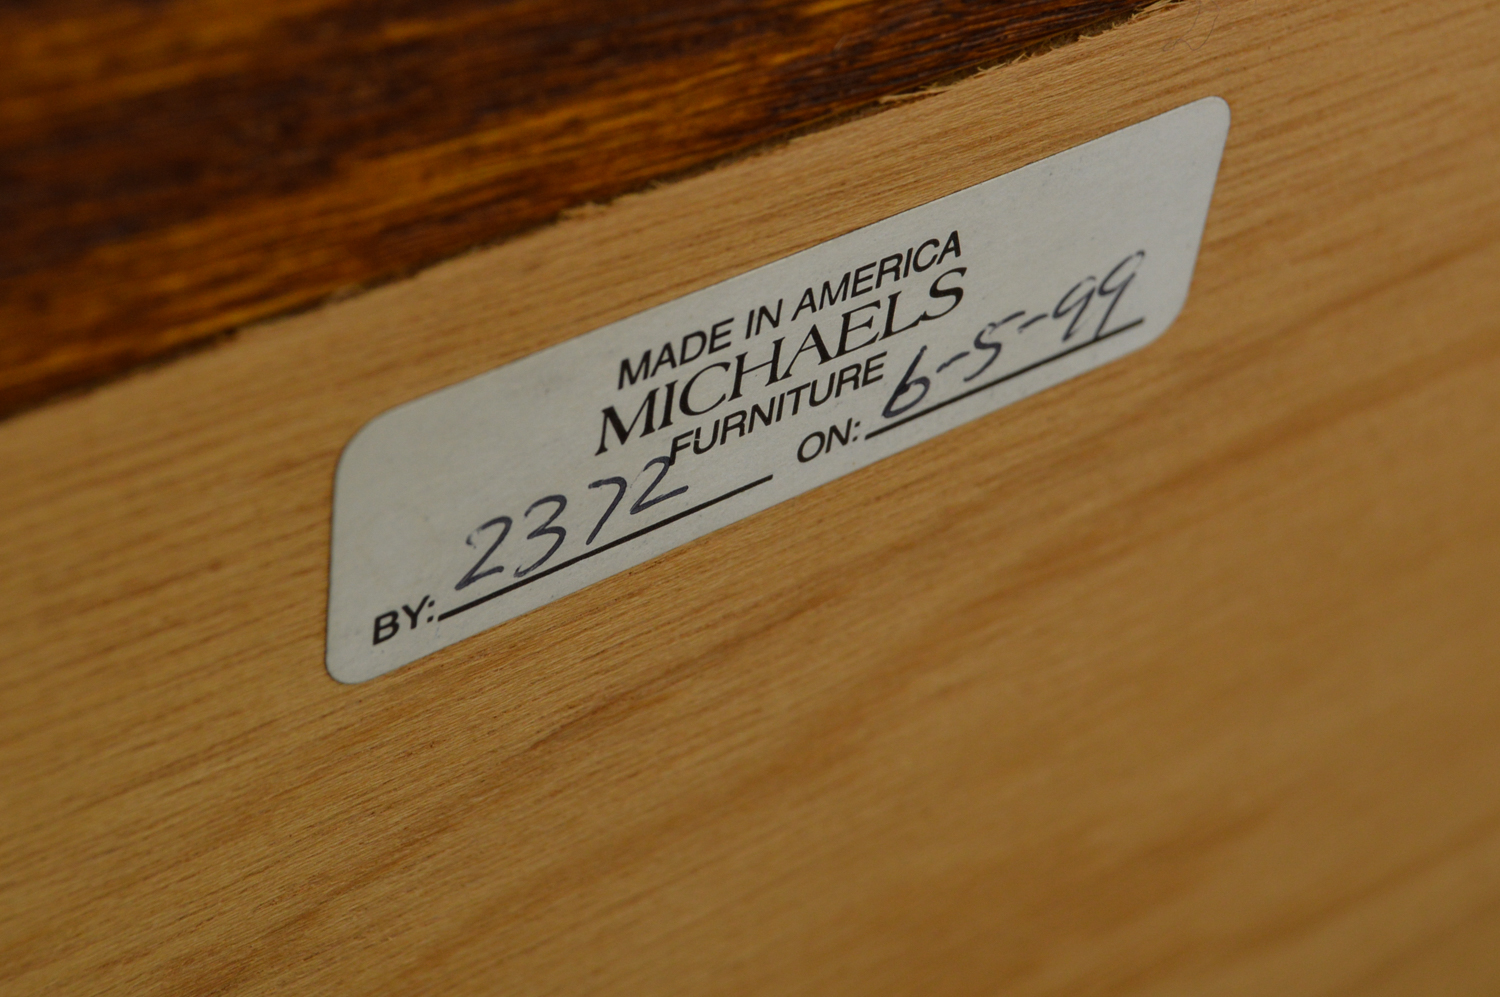 MADE IN AMERICA
MICHAELS
FURNITURE
BY: 2372 ON: 6-5-99